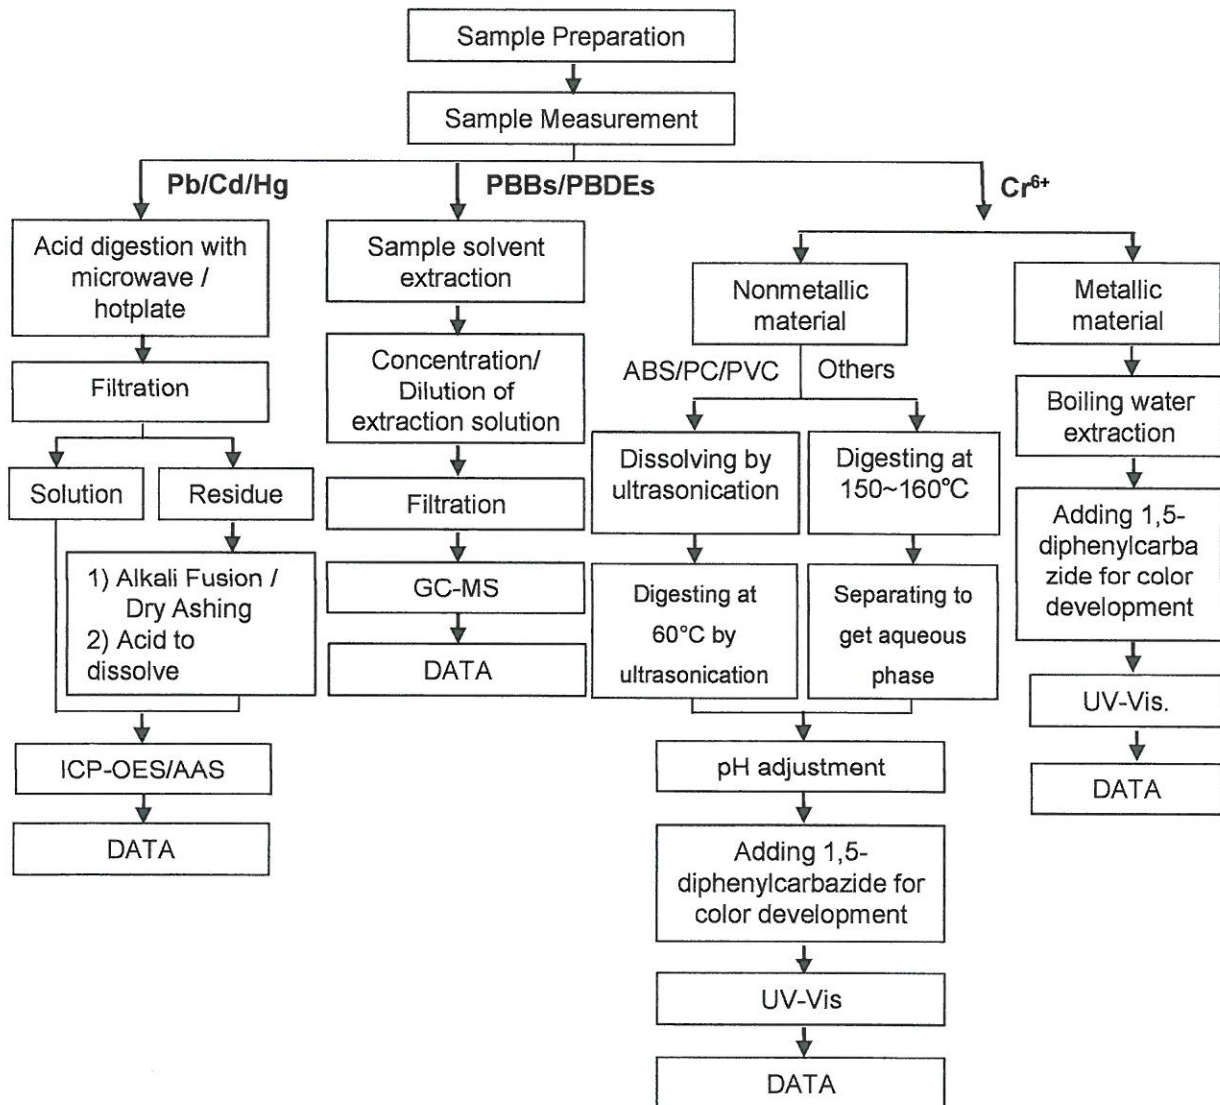 Sample Preparation
Sample Measurement
Pb/Cd/Hg
PBBs/PBDEs
Cr⁶⁺
Acid digestion with
microwave /
hotplate
Filtration
Solution
Residue
1) Alkali Fusion /
Dry Ashing
2) Acid to
dissolve
ICP-OES/AAS
DATA
Sample solvent
extraction
Concentration/
Dilution of
extraction solution
Filtration
GC-MS
DATA
Nonmetallic
material
ABS/PC/PVC
Others
Dissolving by
ultrasonication
Digesting at
60°C by
ultrasonication
Digesting at
150~160°C
Separating to
get aqueous
phase
pH adjustment
Adding 1,5-
diphenylcarbazide for
color development
UV-Vis
DATA
Metallic
material
Boiling water
extraction
Adding 1,5-
diphenylcarba
zide for color
development
UV-Vis.
DATA